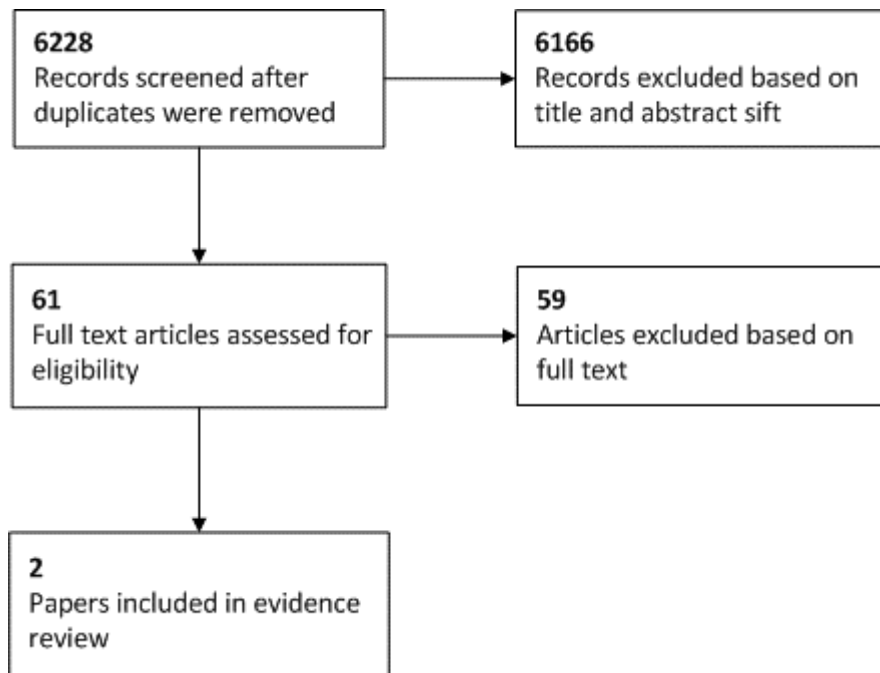 6228
Records screened after
duplicates were removed
6166
Records excluded based on
title and abstract sift
61
Full text articles assessed for
eligibility
59
Articles excluded based on
full text
2
Papers included in evidence
review